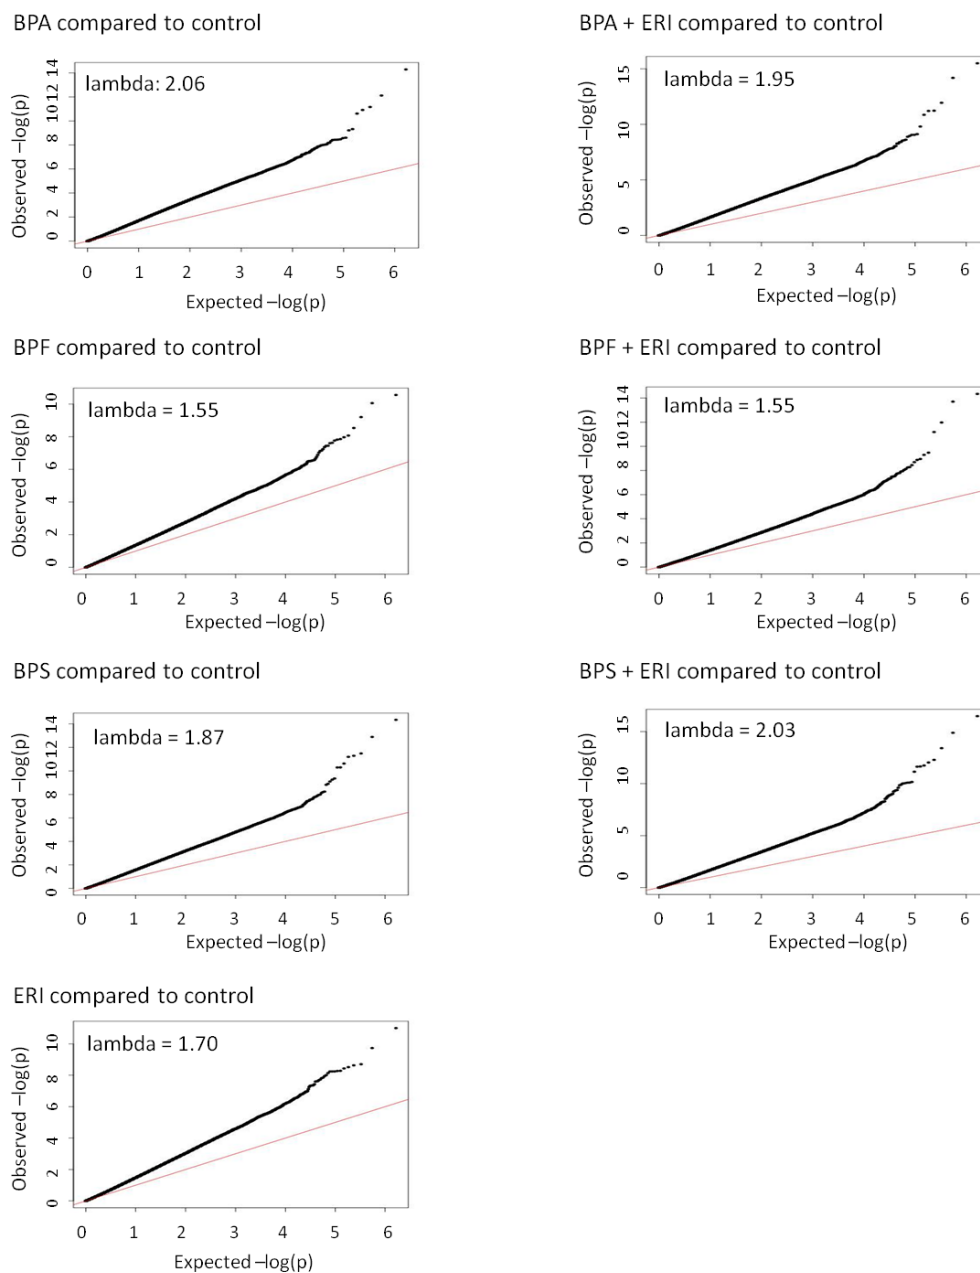 BPA compared to control
lambda: 2.06
Observed –log(p)
0 2 4 6 8 10 12 14
0 1 2 3 4 5 6
Expected –log(p)
BPA + ERI compared to control
lambda = 1.95
Observed –log(p)
0 5 10 15
0 1 2 3 4 5 6
Expected –log(p)
BPF compared to control
lambda = 1.55
Observed –log(p)
0 2 4 6 8 10
0 1 2 3 4 5 6
Expected –log(p)
BPF + ERI compared to control
lambda = 1.55
Observed –log(p)
0 2 4 6 8 10 12 14
0 1 2 3 4 5 6
Expected –log(p)
BPS compared to control
lambda = 1.87
Observed –log(p)
0 2 4 6 8 10 12 14
0 1 2 3 4 5 6
Expected –log(p)
BPS + ERI compared to control
lambda = 2.03
Observed –log(p)
0 5 10 15
0 1 2 3 4 5 6
Expected –log(p)
ERI compared to control
lambda = 1.70
Observed –log(p)
0 2 4 6 8 10
0 1 2 3 4 5 6
Expected –log(p)